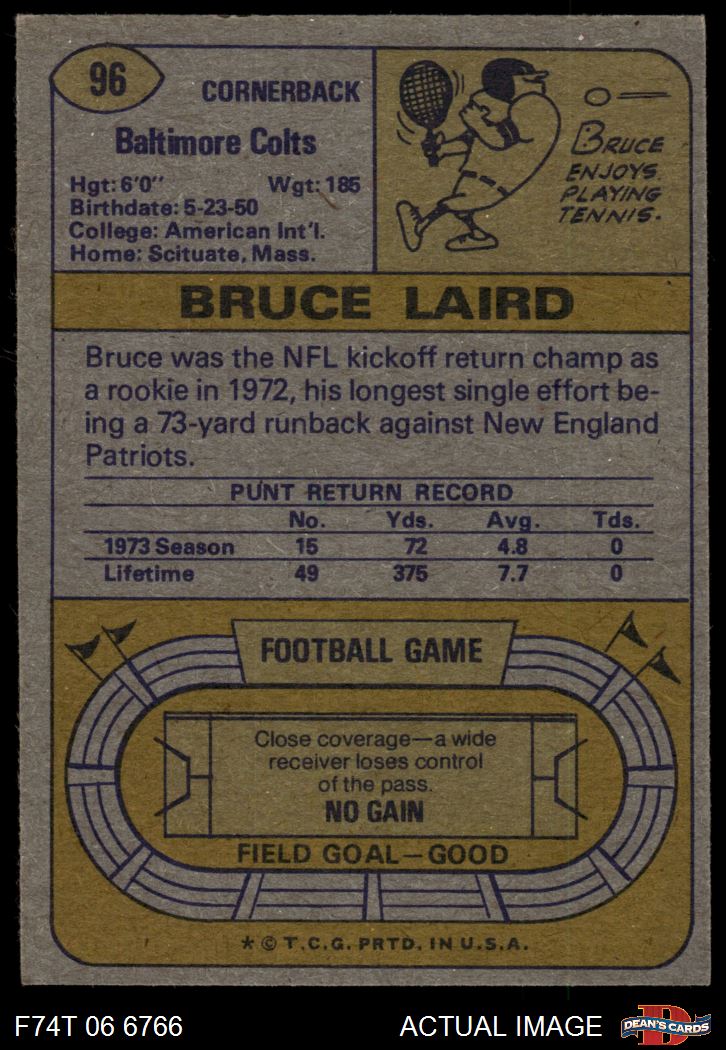 96
CORNERBACK
Baltimore Colts
Hgt: 6'0" Wgt: 185
Birthdate: 5-23-50
College: American Int'l.
Home: Scituate, Mass.
BRUCE
ENJOYS
PLAYING
TENNIS.
BRUCE LAIRD
Bruce was the NFL kickoff return champ as
a rookie in 1972, his longest single effort be-
ing a 73-yard runback against New England
Patriots.
PUNT RETURN RECORD
No. Yds. Avg. Tds.
1973 Season 15 72 4.8 0
Lifetime 49 375 7.7 0
FOOTBALL GAME
Close coverage—a wide
receiver loses control
of the pass.
NO GAIN
FIELD GOAL—GOOD
* © T.C.G. PRTD. IN U.S.A.
F74T 06 6766 ACTUAL IMAGE
DEAN'S CARDS